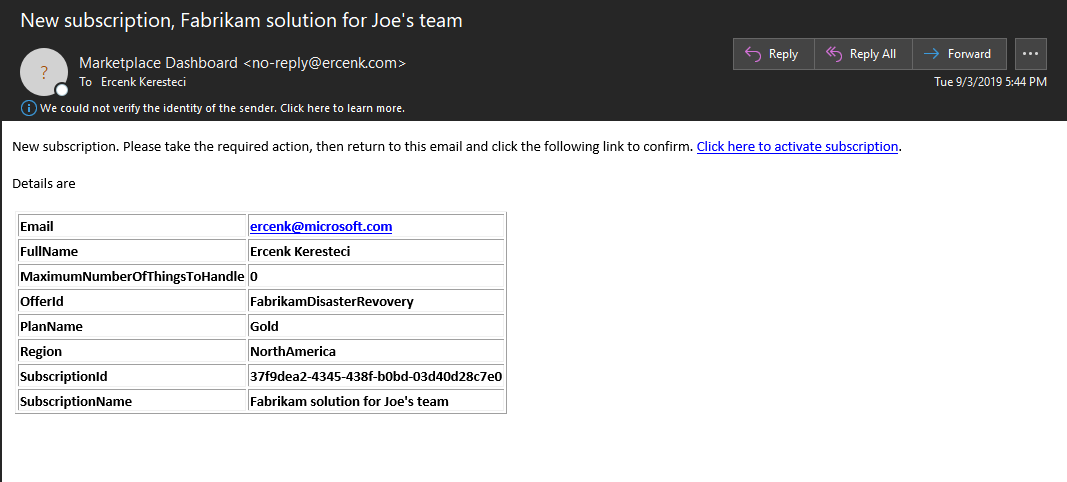 New subscription, Fabrikam solution for Joe's team
?
Marketplace Dashboard <no-reply@ercenk.com>
To Ercenk Keresteci
Reply
Reply All
Forward
Tue 9/3/2019 5:44 PM
We could not verify the identity of the sender. Click here to learn more.
New subscription. Please take the required action, then return to this email and click the following link to confirm. Click here to activate subscription.
Details are
Email ercenk@microsoft.com
FullName Ercenk Keresteci
MaximumNumberOfThingsToHandle 0
OfferId FabrikamDisasterRevovery
PlanName Gold
Region NorthAmerica
SubscriptionId 37f9dea2-4345-438f-b0bd-03d40d28c7e0
SubscriptionName Fabrikam solution for Joe's team